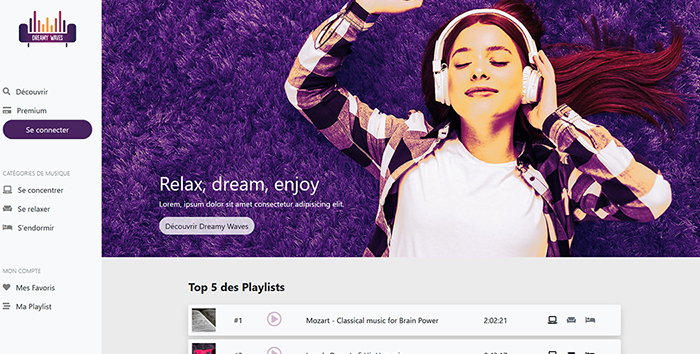 DREAMY WAVES
Découvrir
Premium
Se connecter
CATÉGORIES DE MUSIQUE
Se concentrer
Se relaxer
S'endormir
MON COMPTE
Mes Favoris
Ma Playlist
Relax, dream, enjoy
Lorem, ipsum dolor sit amet consectetur adipisicing elit.
Découvrir Dreamy Waves
Top 5 des Playlists
#1 Mozart - Classical music for Brain Power 2:02:21